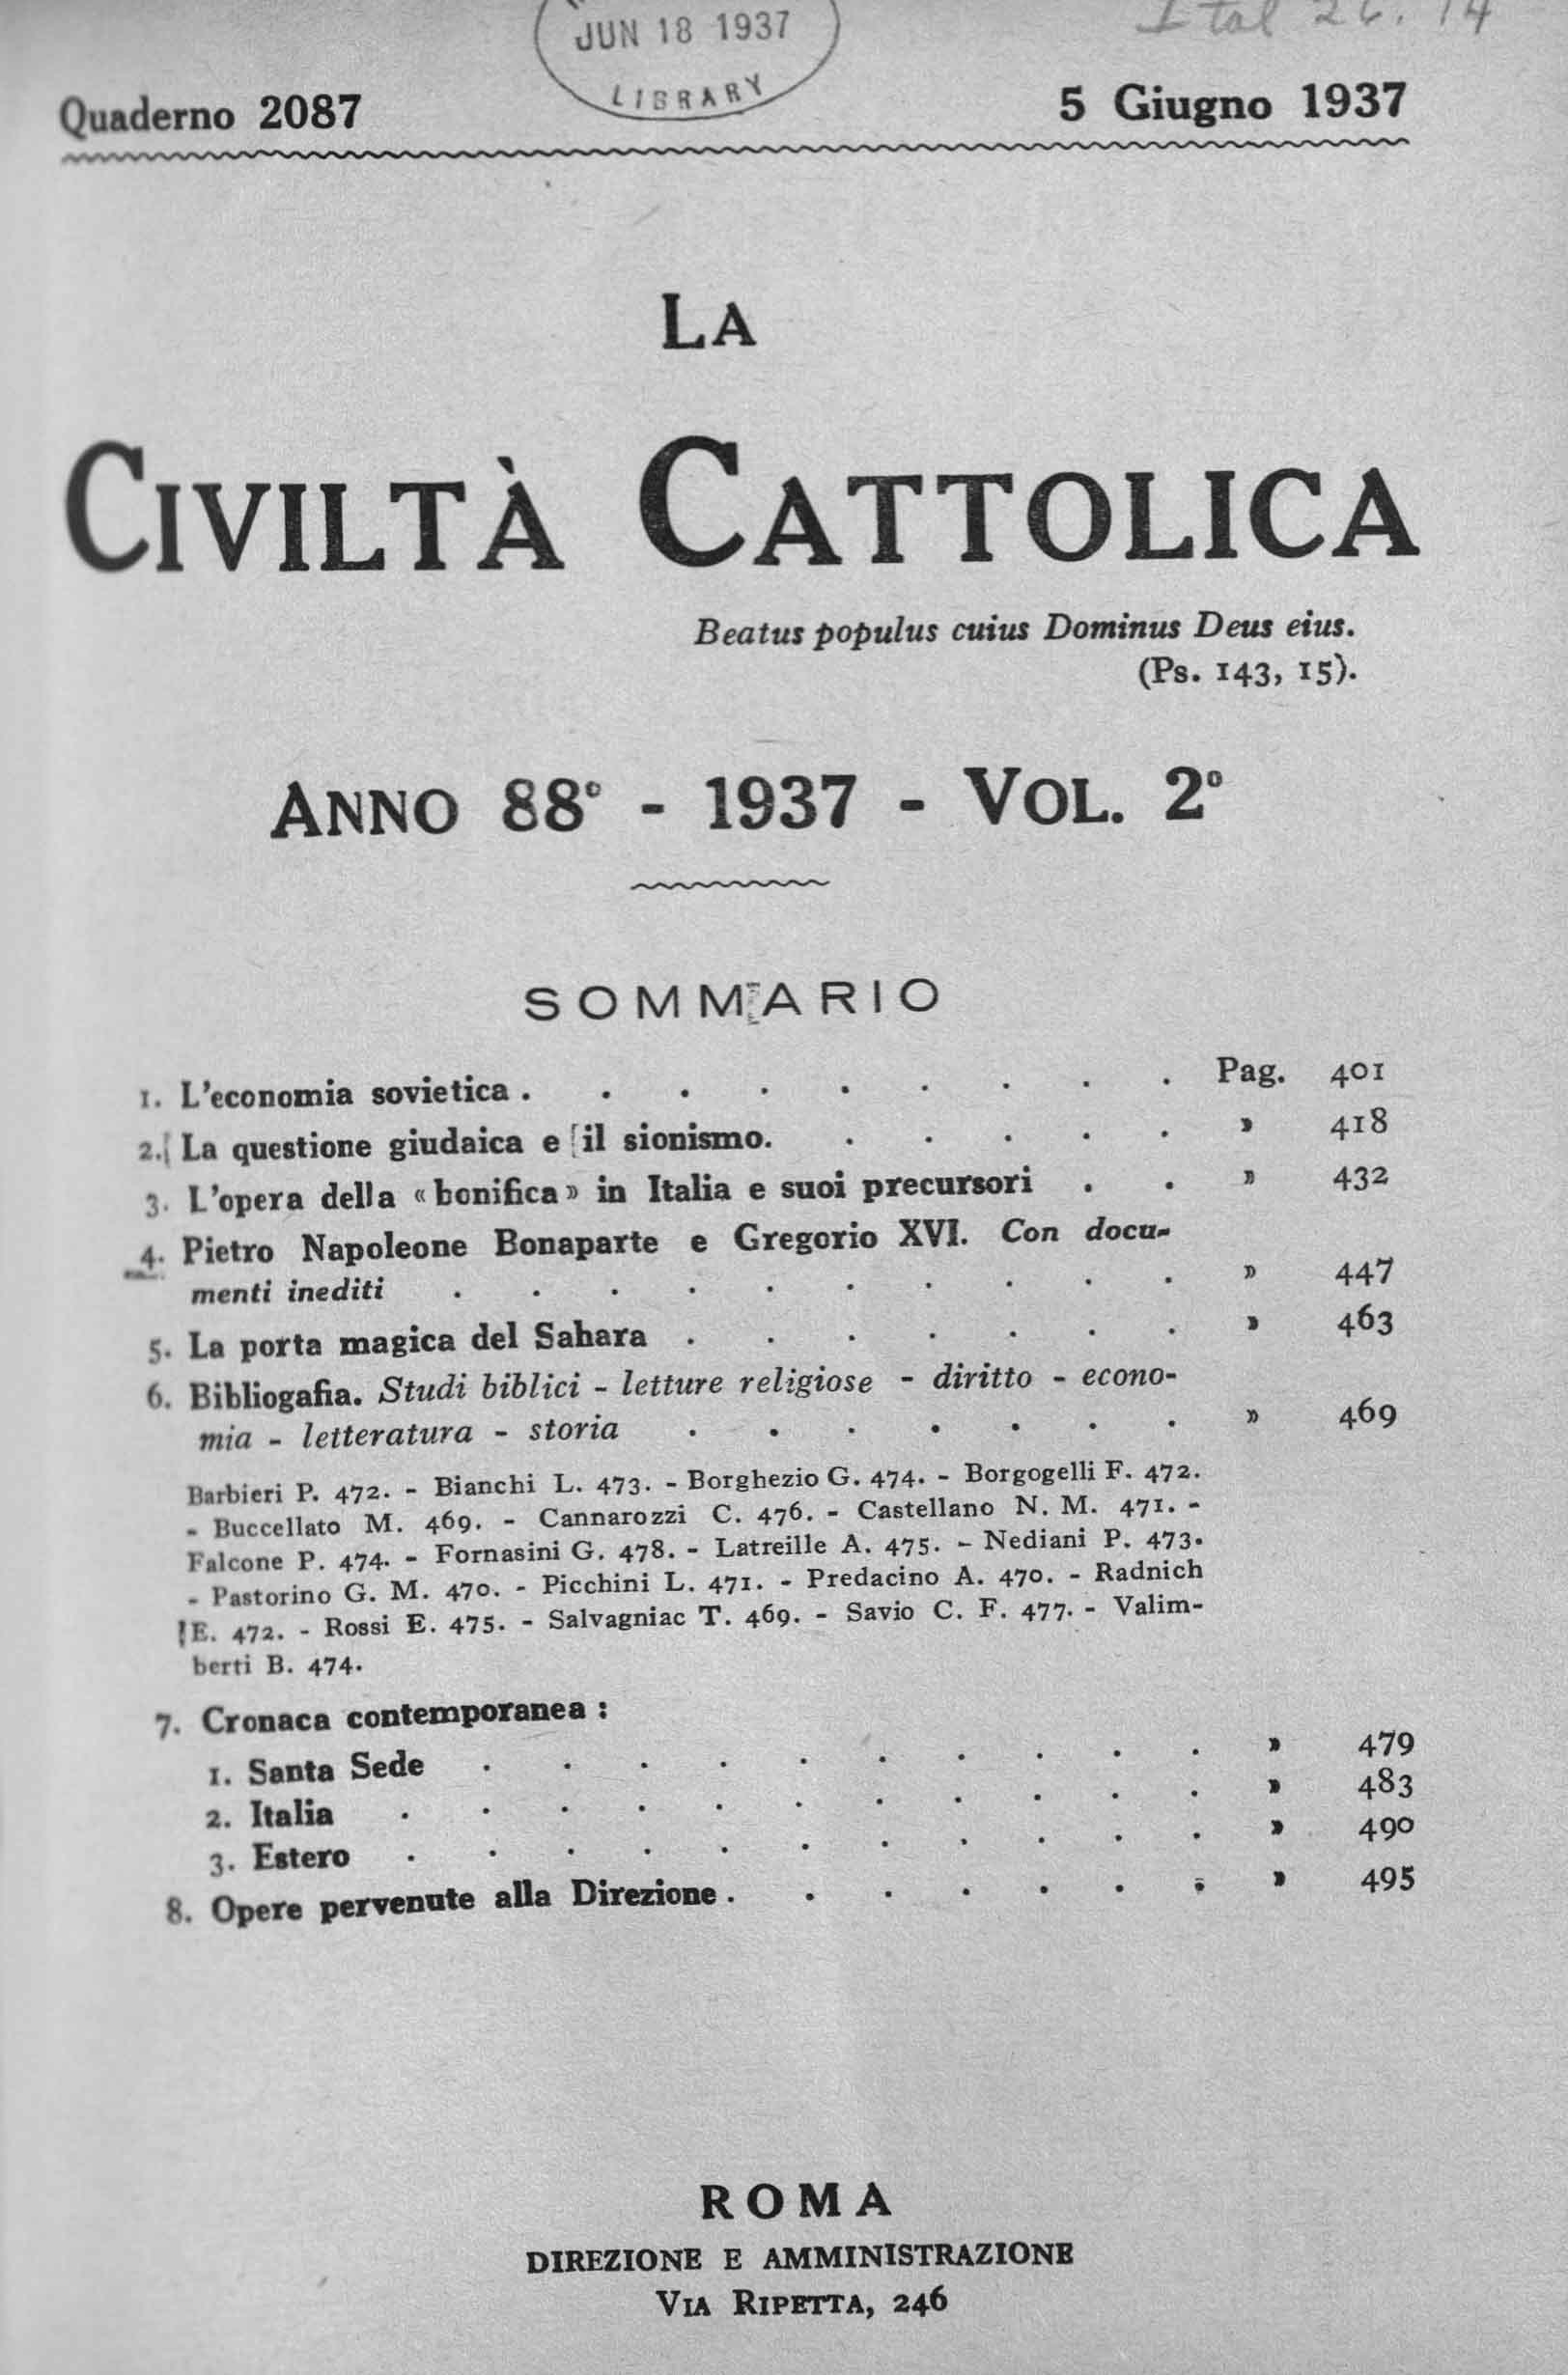 Ital 26. 14
JUN 18 1937
LIBRARY
Quaderno 2087 5 Giugno 1937
LA
CIVILTÀ CATTOLICA
Beatus populus cuius Dominus Deus eius.
(Ps. 143, 15).
ANNO 88° - 1937 - VOL. 2°
SOMMARIO
1. L'economia sovietica . . . . . . . . . Pag. 401
2. La questione giudaica e il sionismo. . . . . . » 418
3. L'opera della « bonifica » in Italia e suoi precursori . . » 432
4. Pietro Napoleone Bonaparte e Gregorio XVI. Con docu-
menti inediti . . . . . . . . . . » 447
5. La porta magica del Sahara . . . . . . . » 463
6. Bibliogafia. Studi biblici - letture religiose - diritto - econo-
mia - letteratura - storia . . . . . . . » 469
Barbieri P. 472. - Bianchi L. 473. - Borghezio G. 474. - Borgogelli F. 472.
- Buccellato M. 469. - Cannarozzi C. 476. - Castellano N. M. 471. -
Falcone P. 474. - Fornasini G. 478. - Latreille A. 475. - Nediani P. 473.
- Pastorino G. M. 470. - Picchini L. 471. - Predacino A. 470. - Radnich
E. 472. - Rossi E. 475. - Salvagniac T. 469. - Savio C. F. 477. - Valim-
berti B. 474.
7. Cronaca contemporanea :
1. Santa Sede . . . . . . . . . . » 479
2. Italia . . . . . . . . . . . » 483
3. Estero . . . . . . . . . . . » 490
8. Opere pervenute alla Direzione . . . . . . . » 495
ROMA
DIREZIONE E AMMINISTRAZIONE
VIA RIPETTA, 246